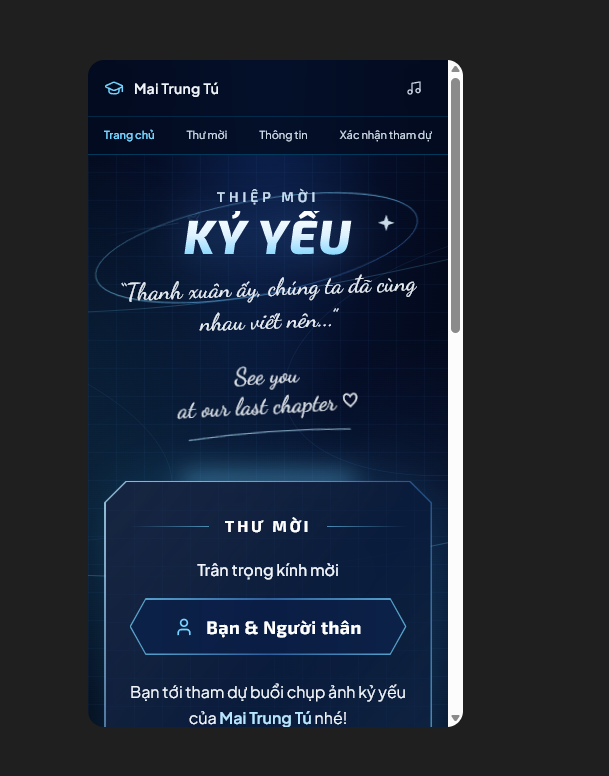 Mai Trung Tú
Trang chủ Thư mời Thông tin Xác nhận tham dự
THIỆP MỜI
KỶ YẾU
“Thanh xuân ấy, chúng ta đã cùng
nhau viết nên...”
See you
at our last chapter ♡
THƯ MỜI
Trân trọng kính mời
Bạn & Người thân
Bạn tới tham dự buổi chụp ảnh kỷ yếu
của Mai Trung Tú nhé!